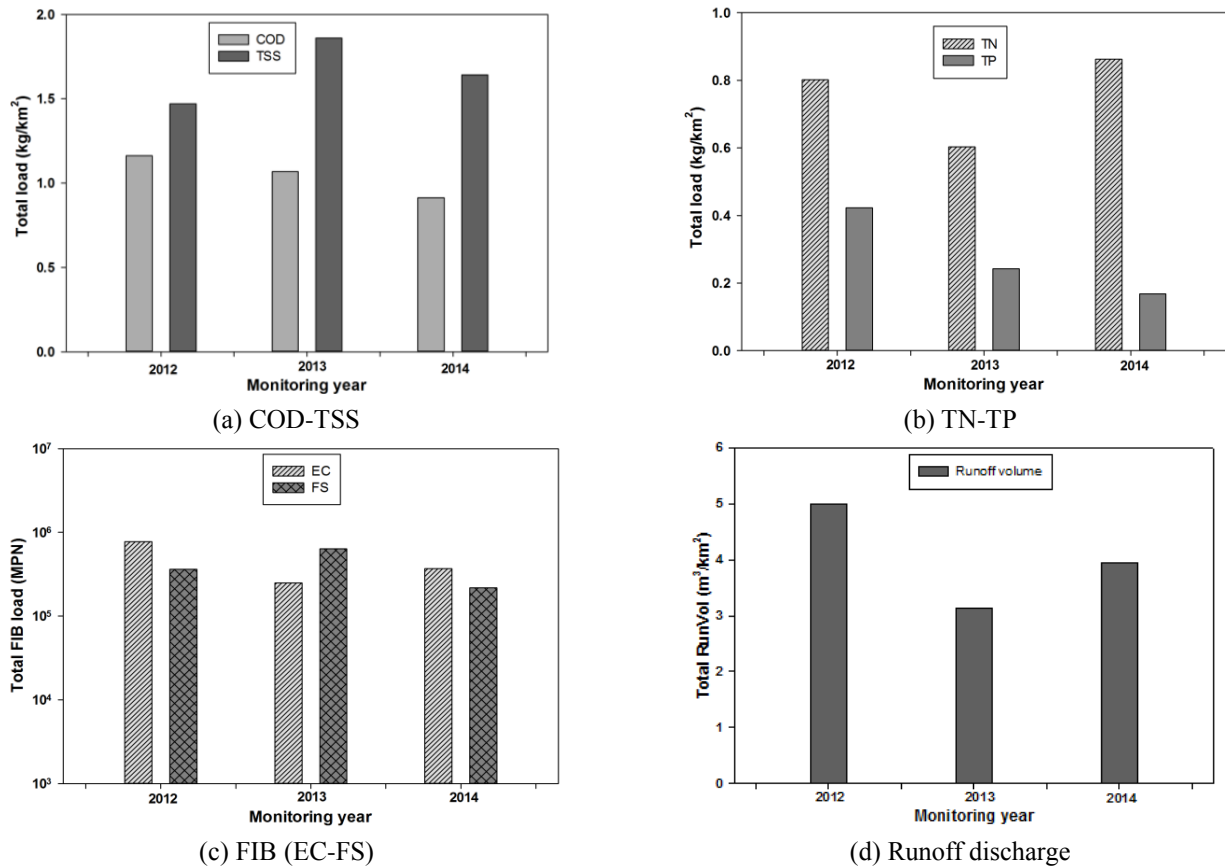 2.0
1.5
1.0
0.5
0.0
Total load (kg/km²)
COD
TSS
2012 2013 2014
Monitoring year
(a) COD-TSS
1.0
0.8
0.6
0.4
0.2
0.0
Total load (kg/km²)
TN
TP
2012 2013 2014
Monitoring year
(b) TN-TP
10⁷
10⁶
10⁵
10⁴
10³
Total FIB load (MPN)
EC
FS
2012 2013 2014
Monitoring year
(c) FIB (EC-FS)
6
5
4
3
2
1
0
Total RunVol (m³/km²)
Runoff volume
2012 2013 2014
Monitoring year
(d) Runoff discharge